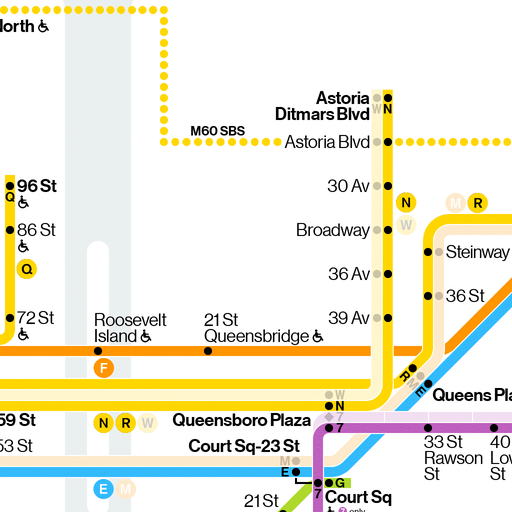 North
M60 SBS
Astoria
Ditmars Blvd
W N
Astoria Blvd
30 Av
Broadway
36 Av
39 Av
N
W
M R
Steinway
36 St
96 St
Q
86 St
Q
72 St
Roosevelt
Island
F
21 St
Queensbridge
R M E
Queens Pla
W
N
7
7
Queensboro Plaza
59 St
N R W
53 St
Court Sq-23 St
M
E
E M
33 St
Rawson
St
40
Lo
St
G
7
Court Sq
7 only
21 St